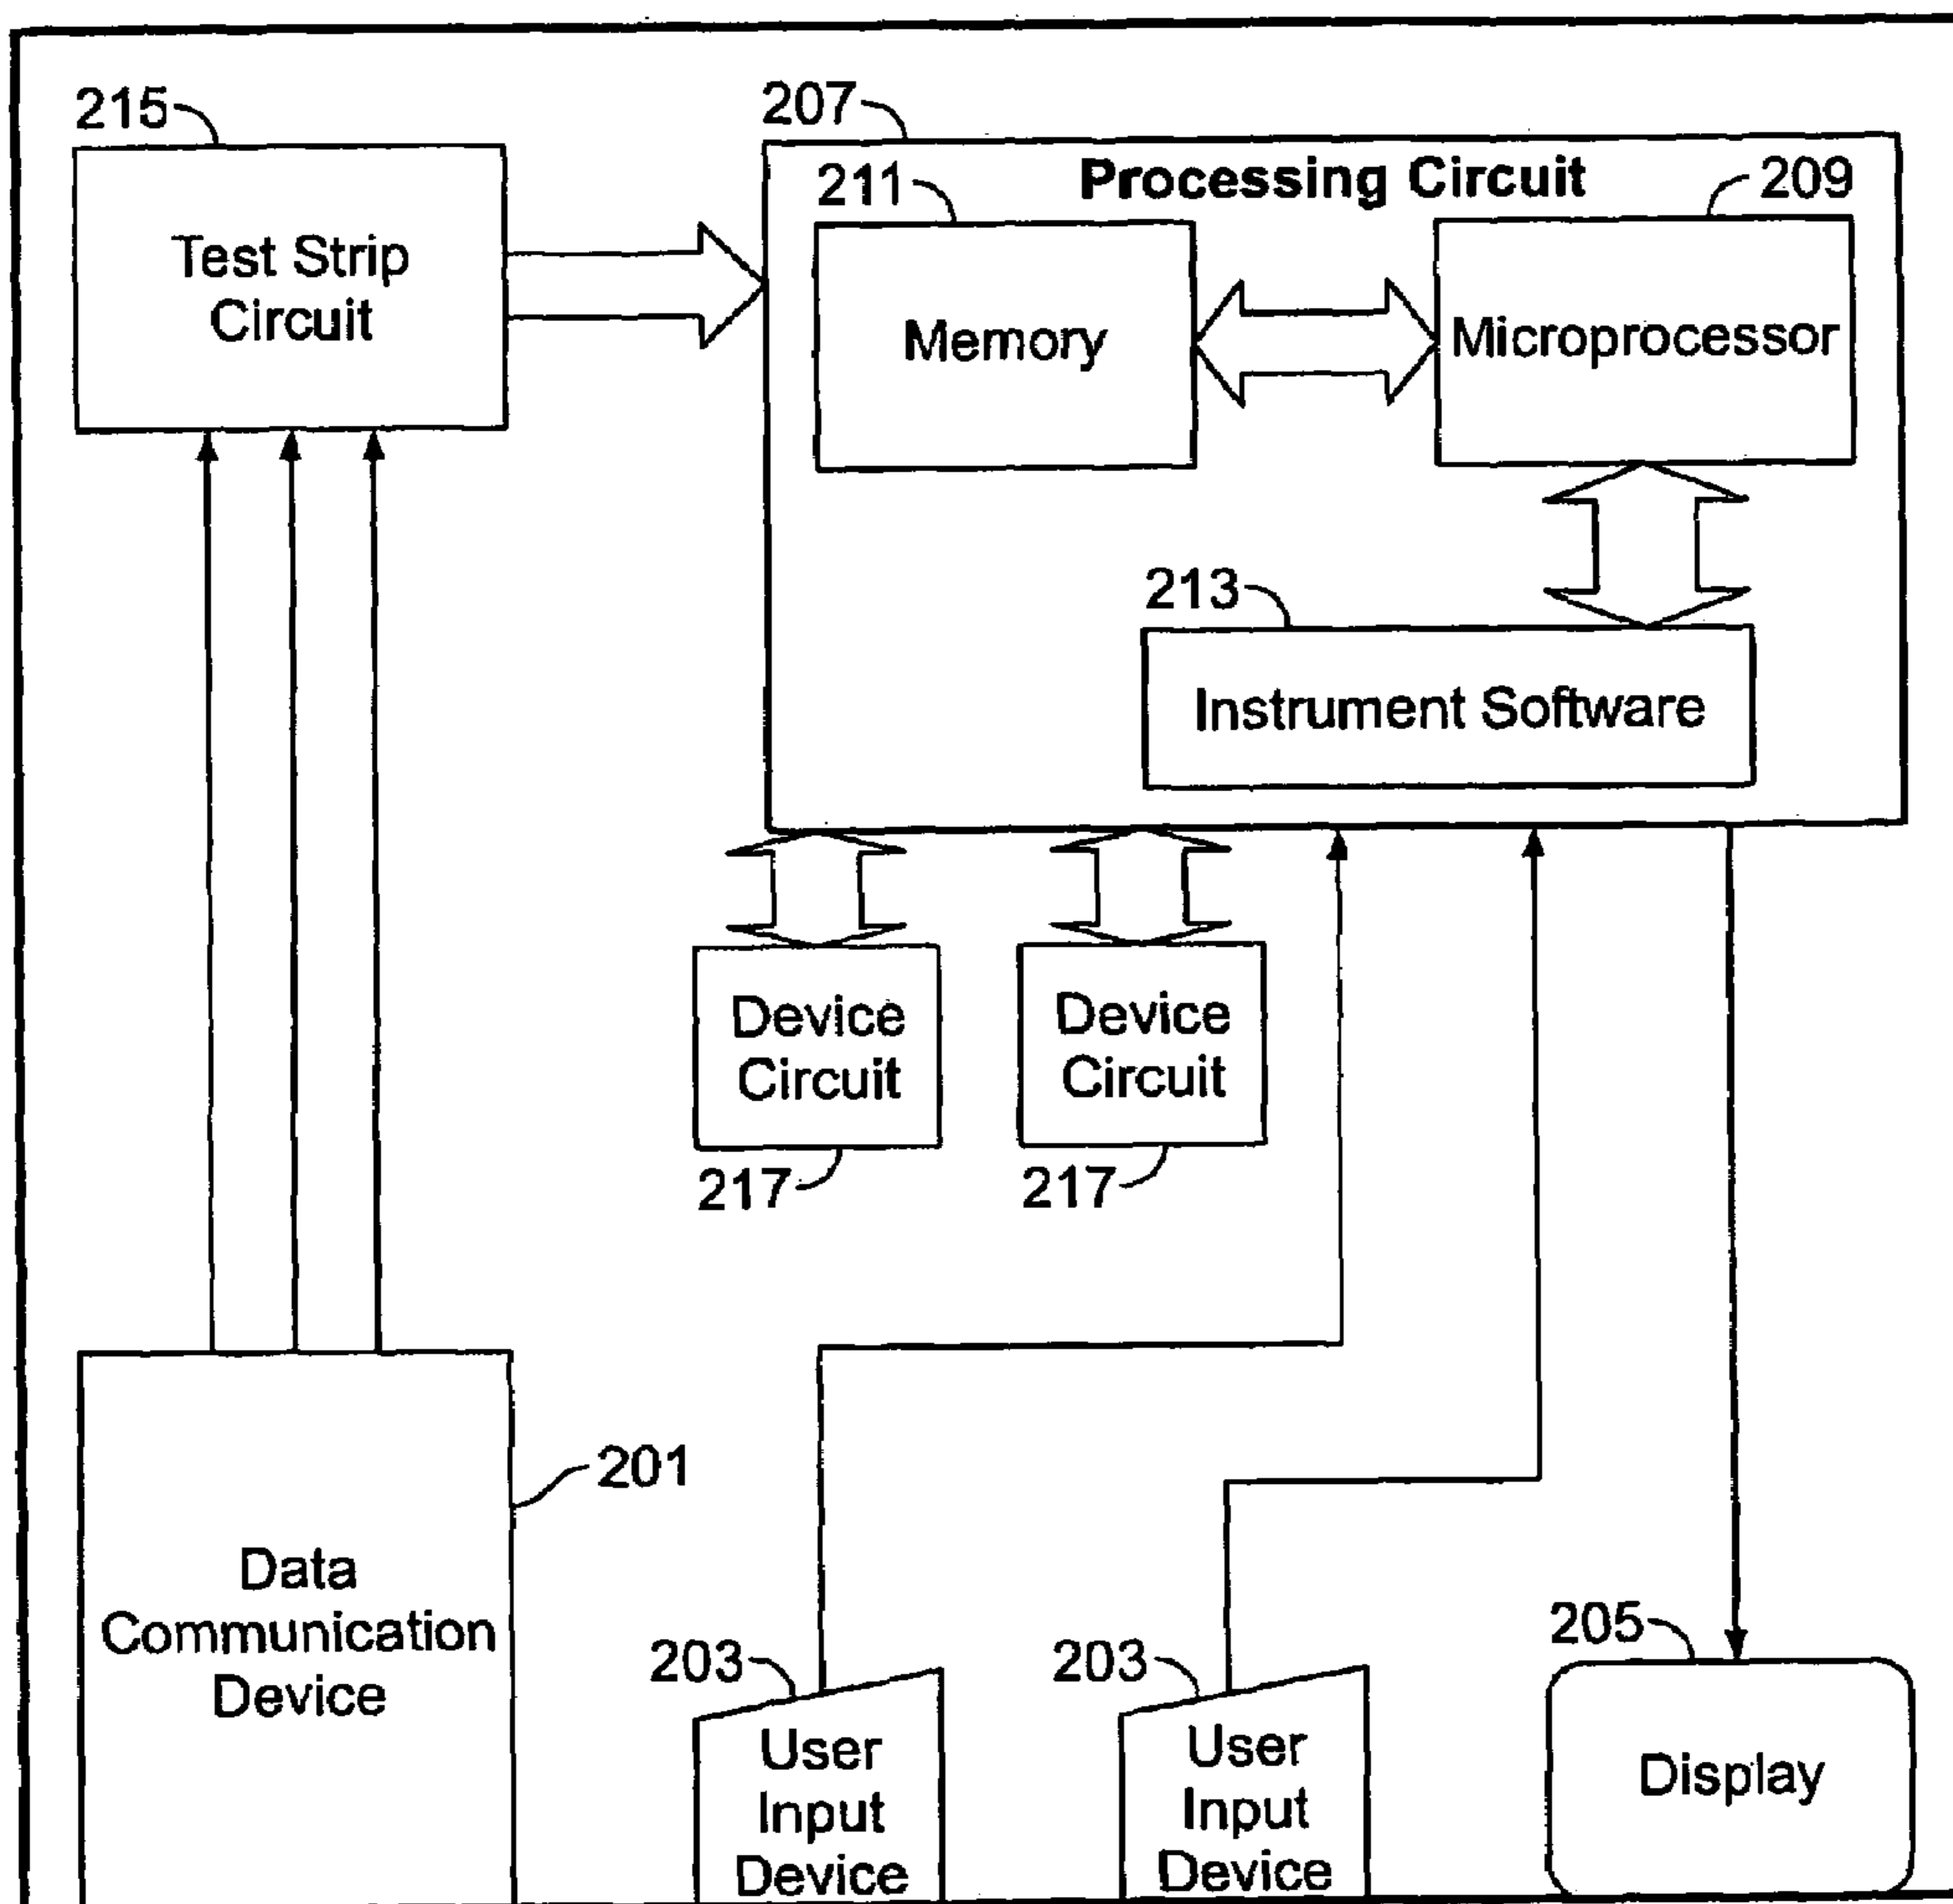 215
207
Processing Circuit
211
209
Test Strip
Circuit
Memory
Microprocessor
213
Instrument Software
Device
Circuit
Device
Circuit
217
217
201
Data
Communication
Device
203
203
205
User
Input
Device
User
Input
Device
Display